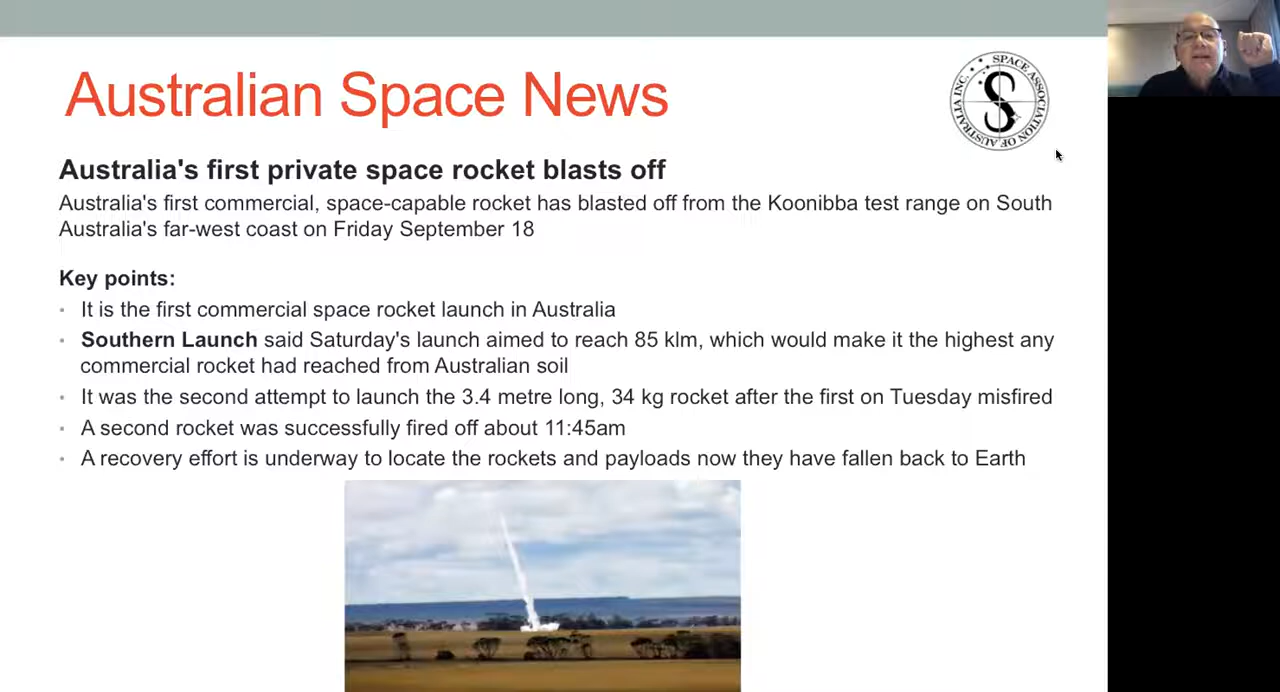 Australian Space News
SPACE ASSOCIATION OF AUSTRALIA INC.
S
Australia's first private space rocket blasts off
Australia's first commercial, space-capable rocket has blasted off from the Koonibba test range on South
Australia's far-west coast on Friday September 18
Key points:
• It is the first commercial space rocket launch in Australia
• Southern Launch said Saturday's launch aimed to reach 85 klm, which would make it the highest any
commercial rocket had reached from Australian soil
• It was the second attempt to launch the 3.4 metre long, 34 kg rocket after the first on Tuesday misfired
• A second rocket was successfully fired off about 11:45am
• A recovery effort is underway to locate the rockets and payloads now they have fallen back to Earth